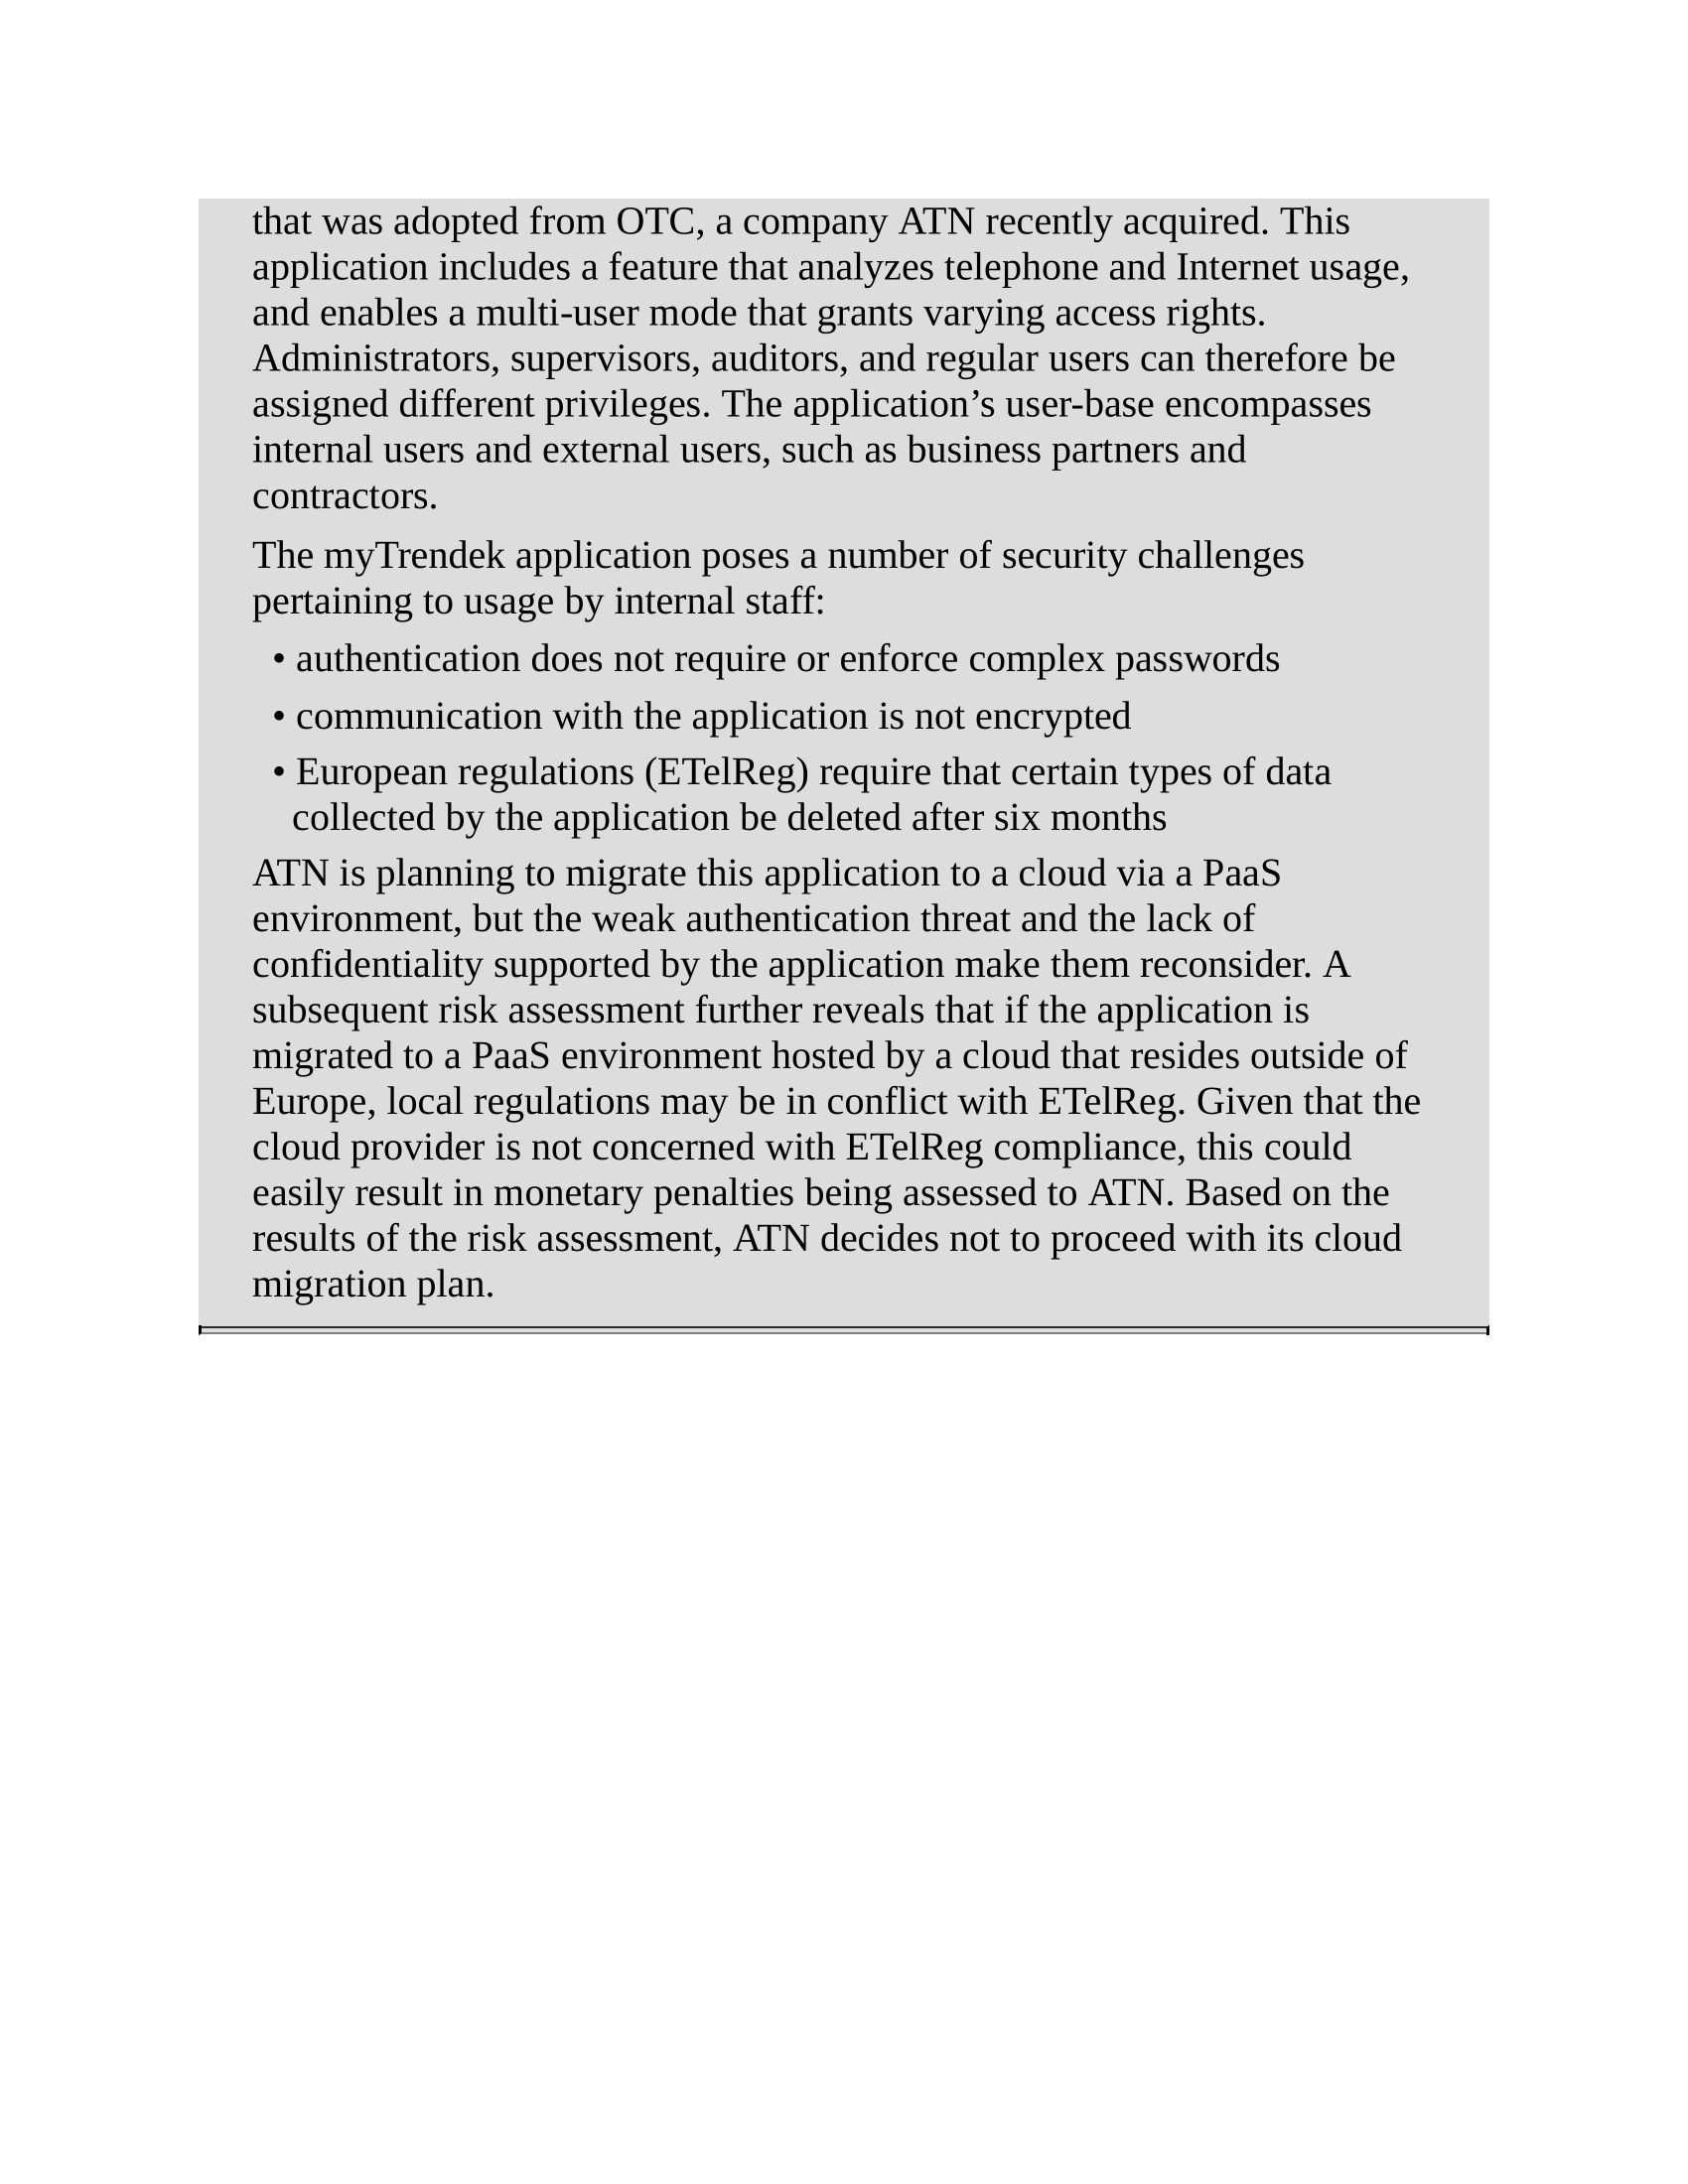 that was adopted from OTC, a company ATN recently acquired. This
application includes a feature that analyzes telephone and Internet usage,
and enables a multi-user mode that grants varying access rights.
Administrators, supervisors, auditors, and regular users can therefore be
assigned different privileges. The application’s user-base encompasses
internal users and external users, such as business partners and
contractors.
The myTrendek application poses a number of security challenges
pertaining to usage by internal staff:
• authentication does not require or enforce complex passwords
• communication with the application is not encrypted
• European regulations (ETelReg) require that certain types of data
collected by the application be deleted after six months
ATN is planning to migrate this application to a cloud via a PaaS
environment, but the weak authentication threat and the lack of
confidentiality supported by the application make them reconsider. A
subsequent risk assessment further reveals that if the application is
migrated to a PaaS environment hosted by a cloud that resides outside of
Europe, local regulations may be in conflict with ETelReg. Given that the
cloud provider is not concerned with ETelReg compliance, this could
easily result in monetary penalties being assessed to ATN. Based on the
results of the risk assessment, ATN decides not to proceed with its cloud
migration plan.